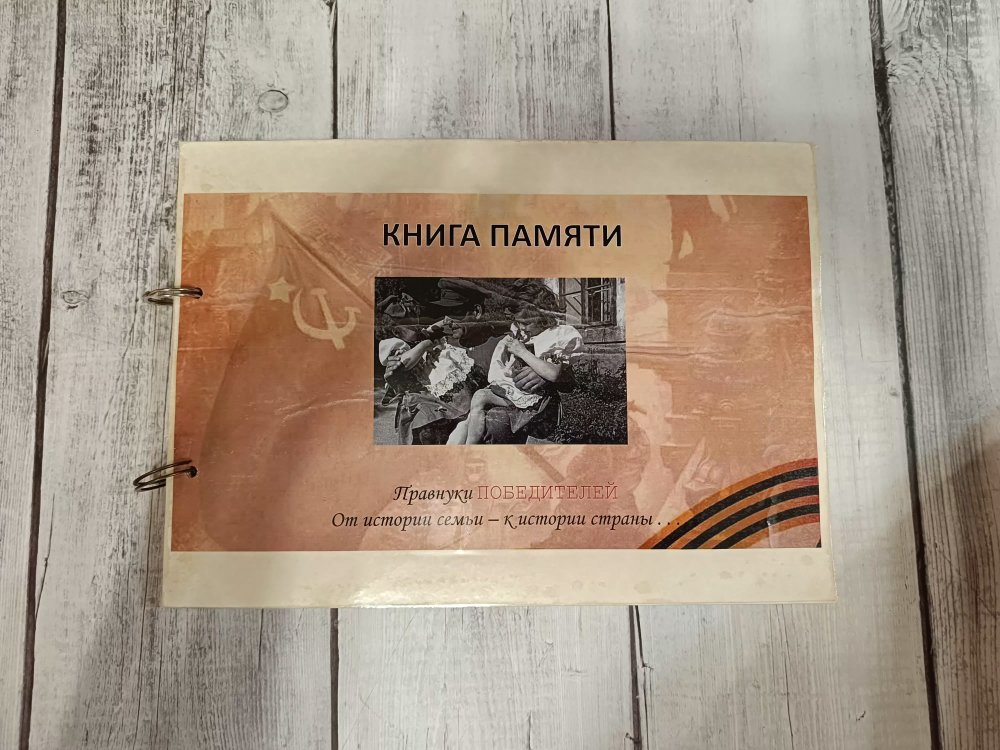 КНИГА ПАМЯТИ
Правнуки ПОБЕДИТЕЛЕЙ
От истории семьи – к истории страны . . .